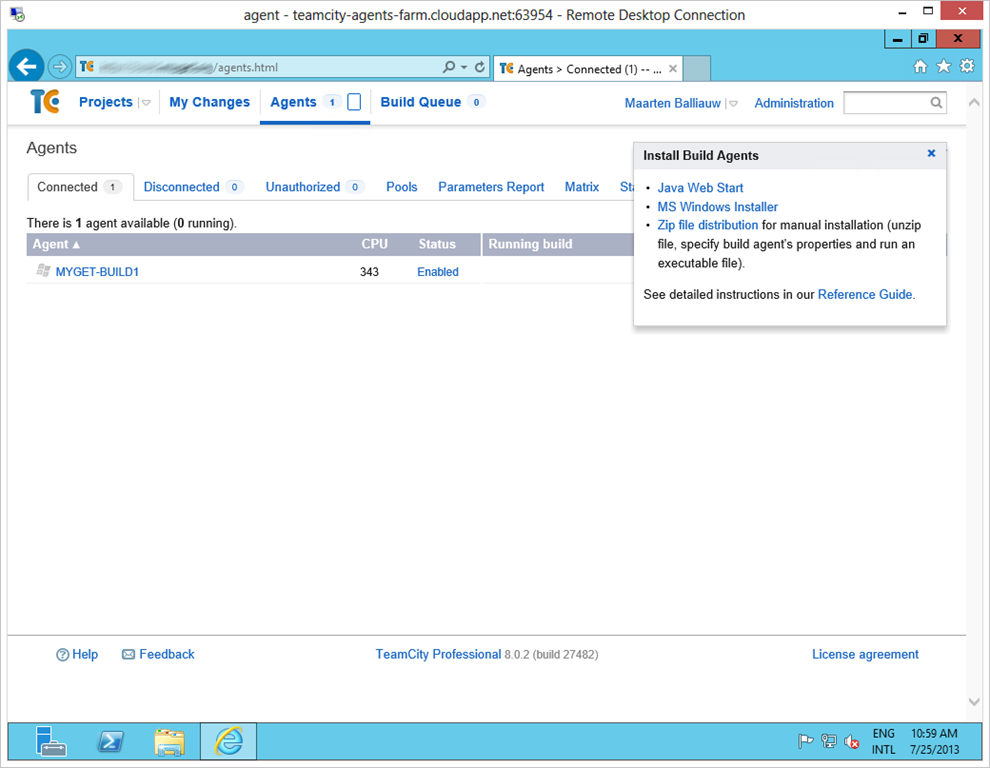 agent - teamcity-agents-farm.cloudapp.net:63954 - Remote Desktop Connection
TC /agents.html
TC Agents > Connected (1) -- ...
TC Projects My Changes Agents 1 Build Queue 0 Maarten Balliauw Administration
Agents
Install Build Agents
Connected 1 Disconnected 0 Unauthorized 0 Pools Parameters Report Matrix Sta
Java Web Start
MS Windows Installer
Zip file distribution for manual installation (unzip
file, specify build agent's properties and run an
executable file).
See detailed instructions in our Reference Guide.
There is 1 agent available (0 running).
Agent CPU Status Running build
MYGET-BUILD1 343 Enabled
Help Feedback TeamCity Professional 8.0.2 (build 27482) License agreement
ENG 10:59 AM
INTL 7/25/2013